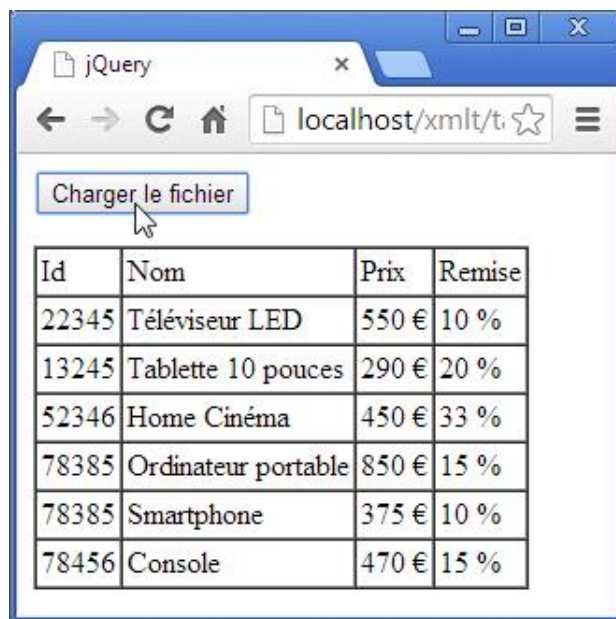 jQuery
localhost/xmlt/t
Charger le fichier
Id Nom Prix Remise
22345 Téléviseur LED 550 € 10 %
13245 Tablette 10 pouces 290 € 20 %
52346 Home Cinéma 450 € 33 %
78385 Ordinateur portable 850 € 15 %
78385 Smartphone 375 € 10 %
78456 Console 470 € 15 %